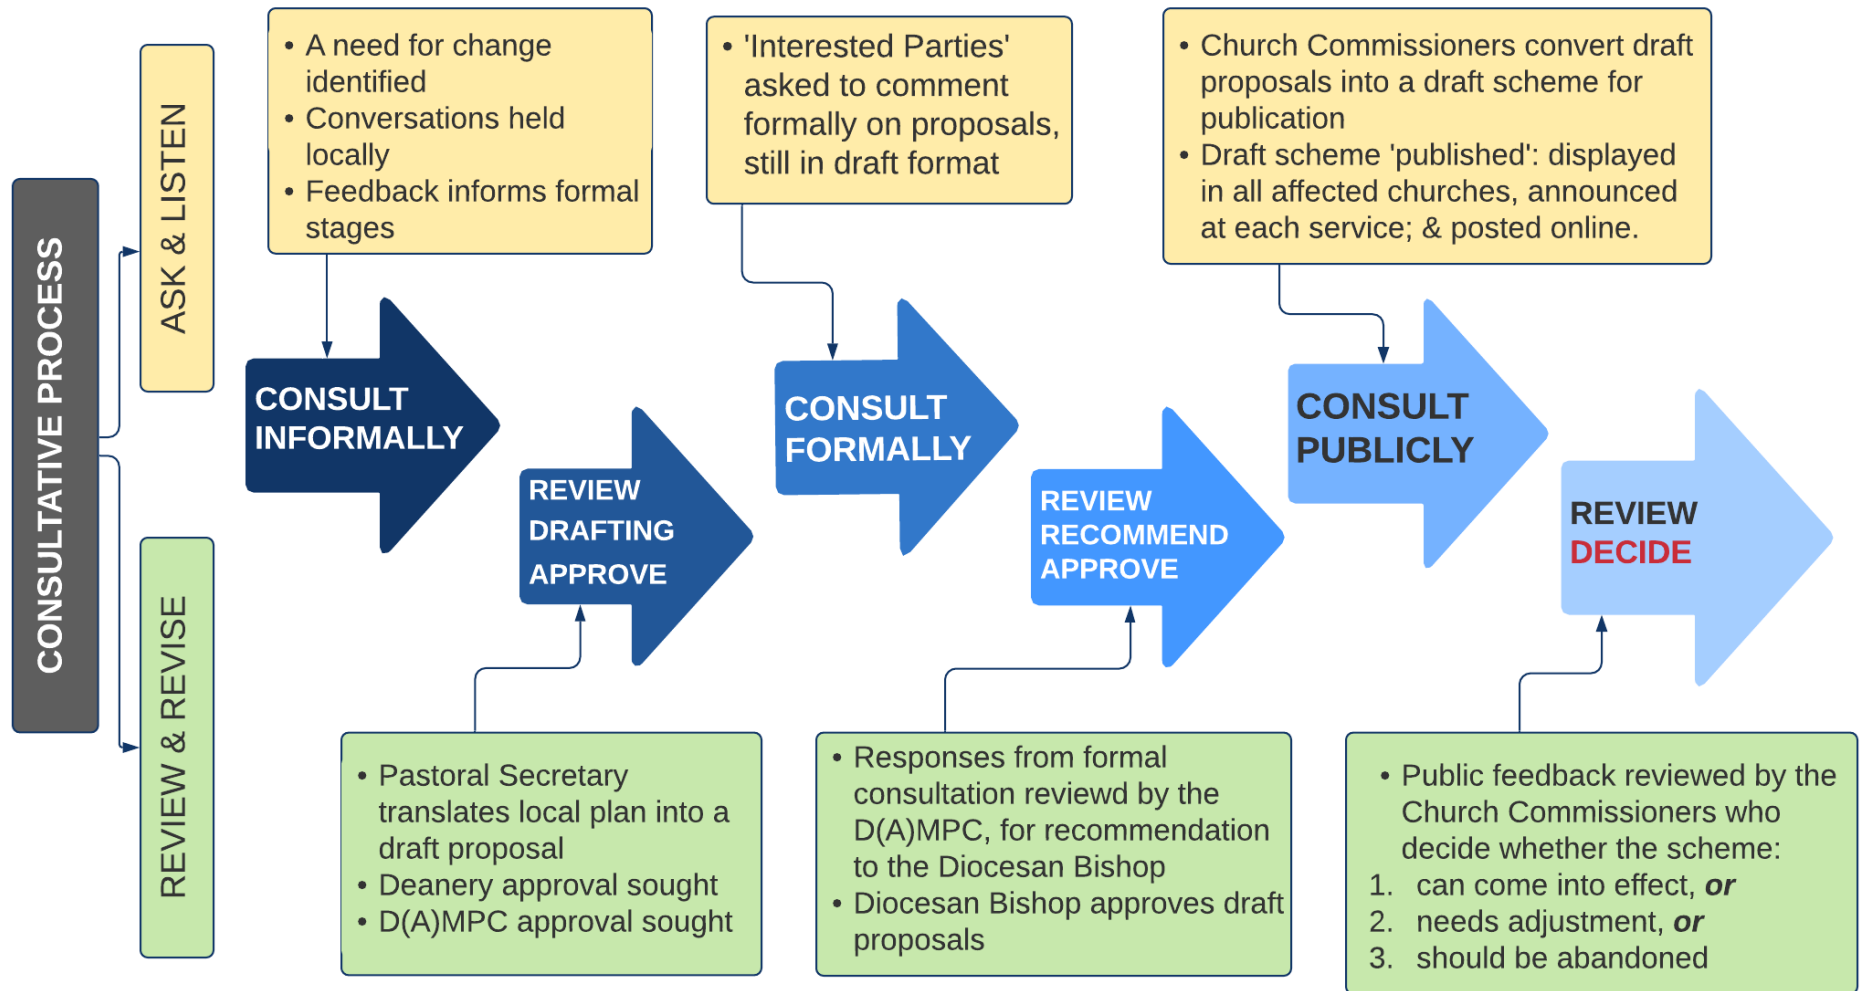 CONSULTATIVE PROCESS
ASK & LISTEN
• A need for change
identified
• Conversations held
locally
• Feedback informs formal
stages
• 'Interested Parties'
asked to comment
formally on proposals,
still in draft format
• Church Commissioners convert draft
proposals into a draft scheme for
publication
• Draft scheme 'published': displayed
in all affected churches, announced
at each service; & posted online.
CONSULT
INFORMALLY
REVIEW
DRAFTING
APPROVE
CONSULT
FORMALLY
REVIEW
RECOMMEND
APPROVE
CONSULT
PUBLICLY
REVIEW
DECIDE
REVIEW & REVISE
• Pastoral Secretary
translates local plan into a
draft proposal
• Deanery approval sought
• D(A)MPC approval sought
• Responses from formal
consultation reviewd by the
D(A)MPC, for recommendation
to the Diocesan Bishop
• Diocesan Bishop approves draft
proposals
• Public feedback reviewed by the
Church Commissioners who
decide whether the scheme:
1. can come into effect, or
2. needs adjustment, or
3. should be abandoned